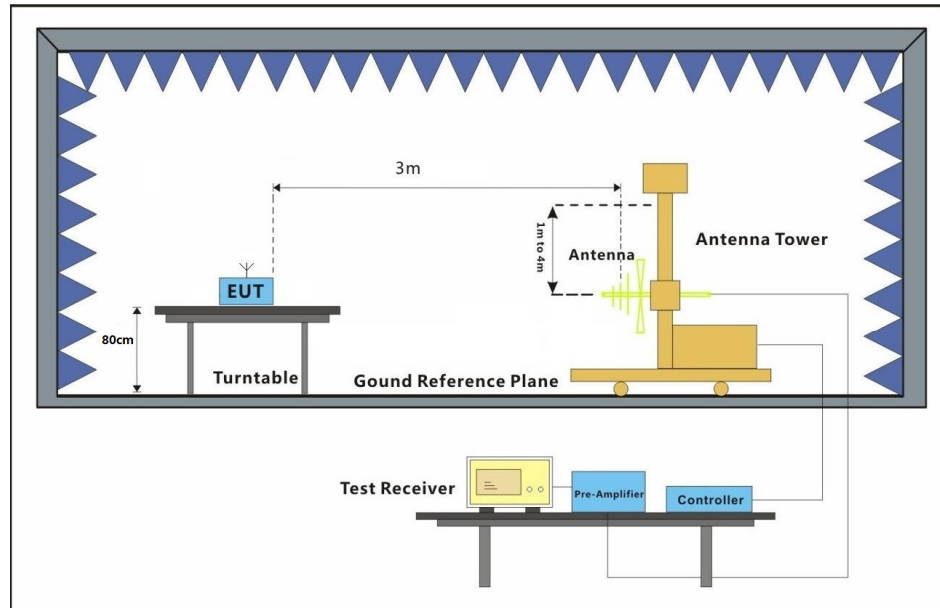 3m
1m to 4m
Antenna
Antenna Tower
EUT
80cm
Turntable
Gound Reference Plane
Test Receiver
Pre-Amplifier
Controller